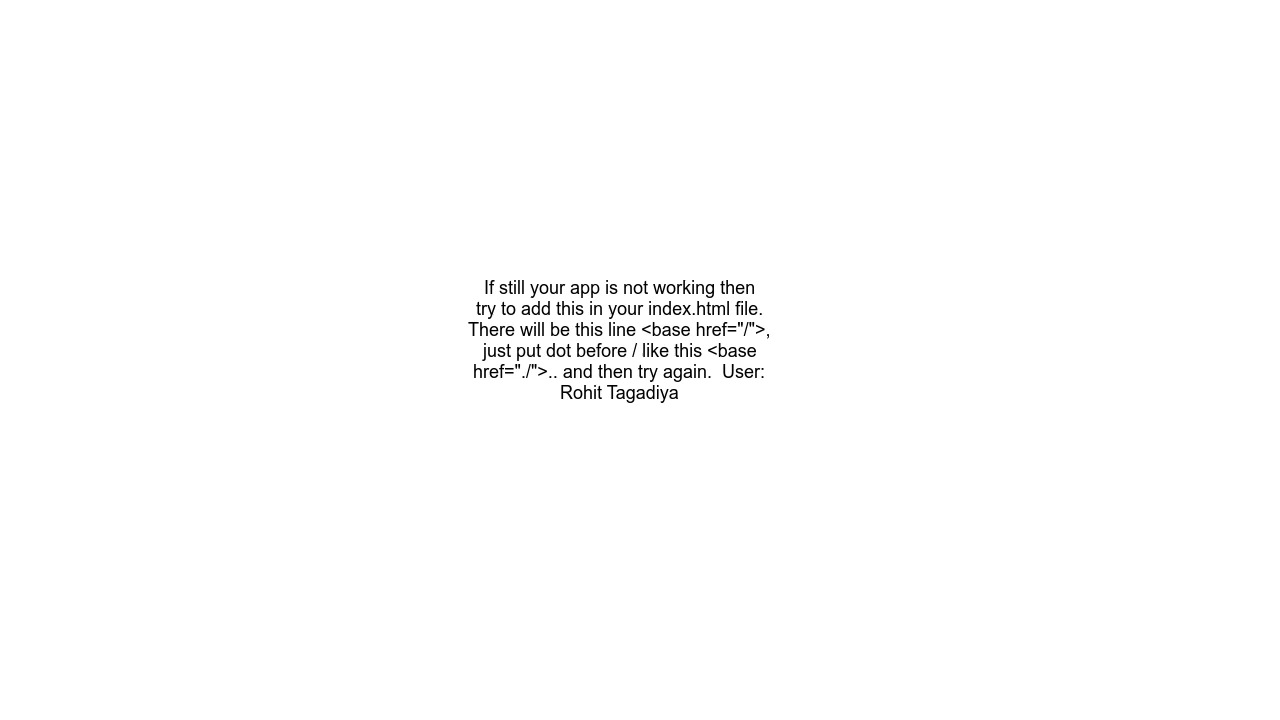 If still your app is not working then
try to add this in your index.html file.
There will be this line <base href="/">,
just put dot before / like this <base
href="./">.. and then try again.  User:
Rohit Tagadiya